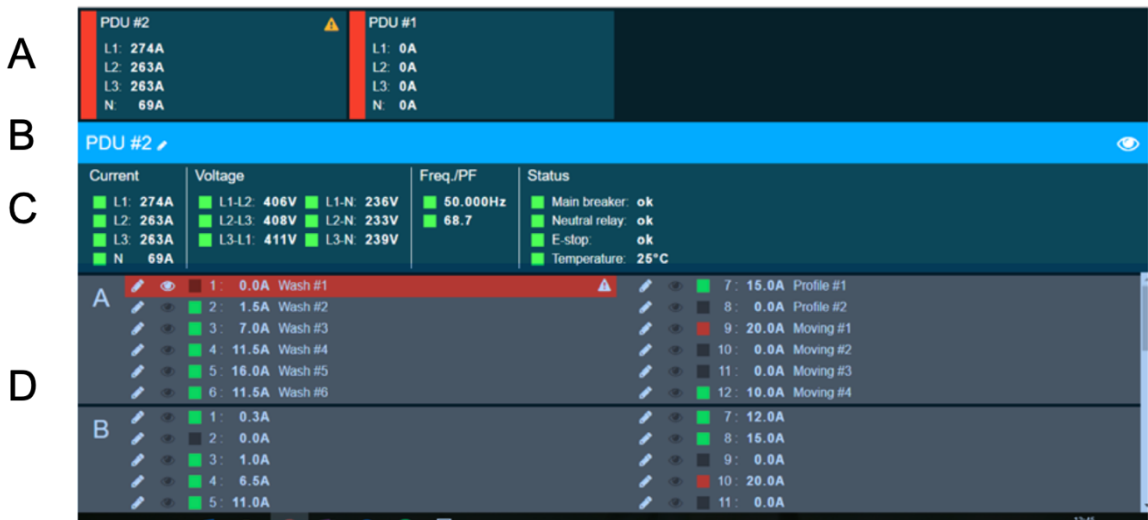 A
PDU #2
L1: 274A
L2: 263A
L3: 263A
N: 69A
PDU #1
L1: 0A
L2: 0A
L3: 0A
N: 0A
B
PDU #2
C
Current
L1: 274A
L2: 263A
L3: 263A
N 69A
Voltage
L1-L2: 406V L1-N: 236V
L2-L3: 408V L2-N: 233V
L3-L1: 411V L3-N: 239V
Freq./PF
50.000Hz
68.7
Status
Main breaker: ok
Neutral relay: ok
E-stop: ok
Temperature: 25°C
D
A
1: 0.0A Wash #1
2: 1.5A Wash #2
3: 7.0A Wash #3
4: 11.5A Wash #4
5: 16.0A Wash #5
6: 11.5A Wash #6
7: 15.0A Profile #1
8: 0.0A Profile #2
9: 20.0A Moving #1
10: 0.0A Moving #2
11: 0.0A Moving #3
12: 10.0A Moving #4
B
1: 0.3A
2: 0.0A
3: 1.0A
4: 6.5A
5: 11.0A
7: 12.0A
8: 15.0A
9: 0.0A
10: 20.0A
11: 0.0A